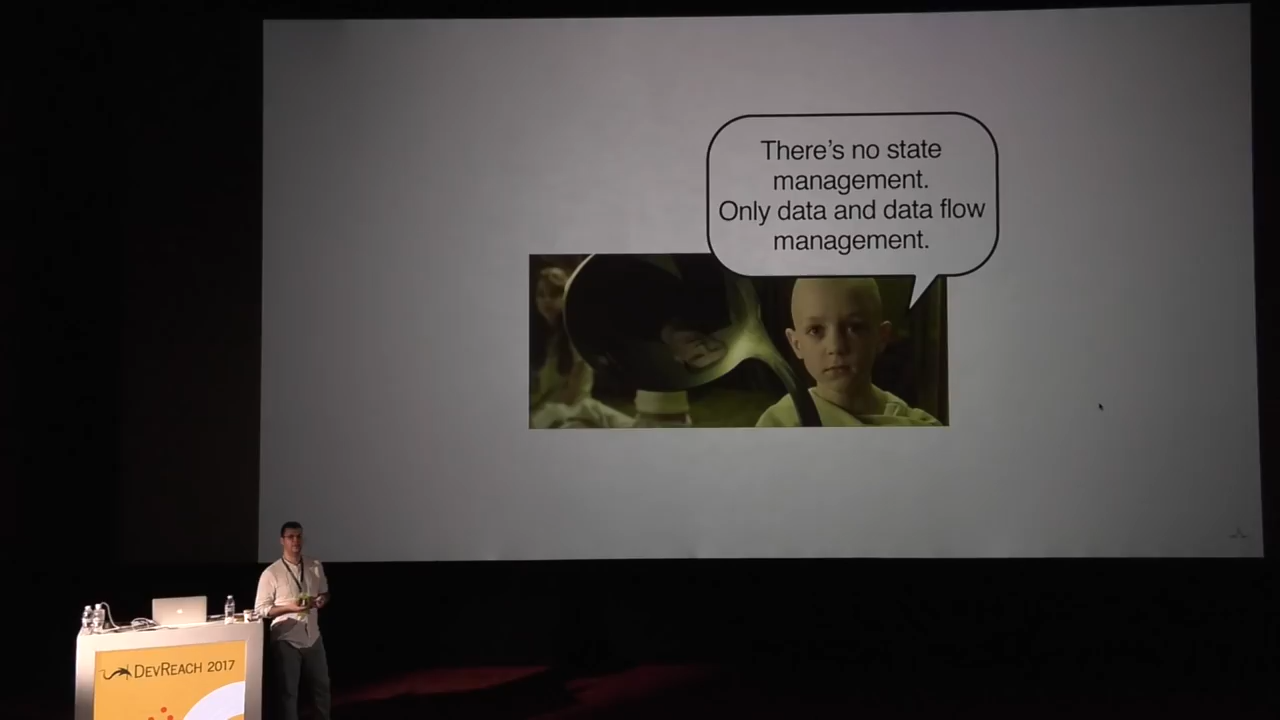 There's no state
management.
Only data and data flow
management.
DEVREACH 2017